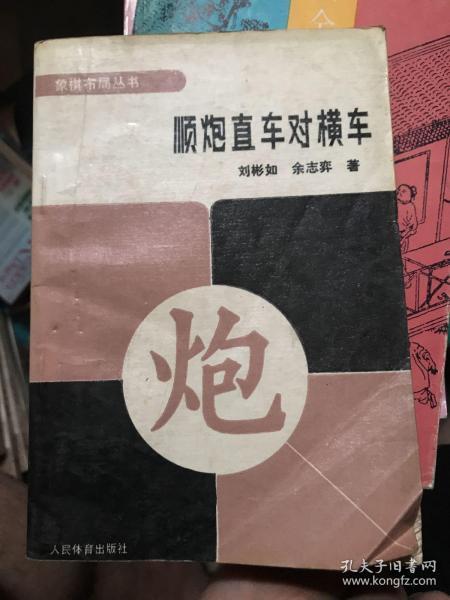 象棋布局丛书
顺炮直车对横车
刘彬如 余志弈 著
炮
人民体育出版社
孔夫子旧书网
www.kongfz.com